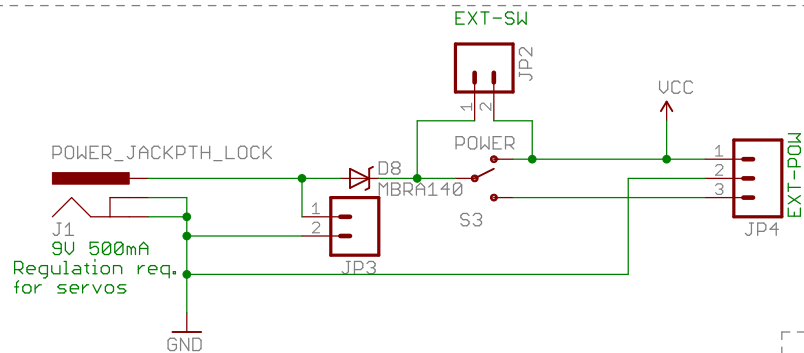 EXT-SW
JP2
1
2
VCC
POWER_JACKPTH_LOCK
POWER
D8
MBRA140
1
2
3
EXT-POW
1
2
S3
J1
JP4
9V 500mA
Regulation req.
for servos
JP3
GND